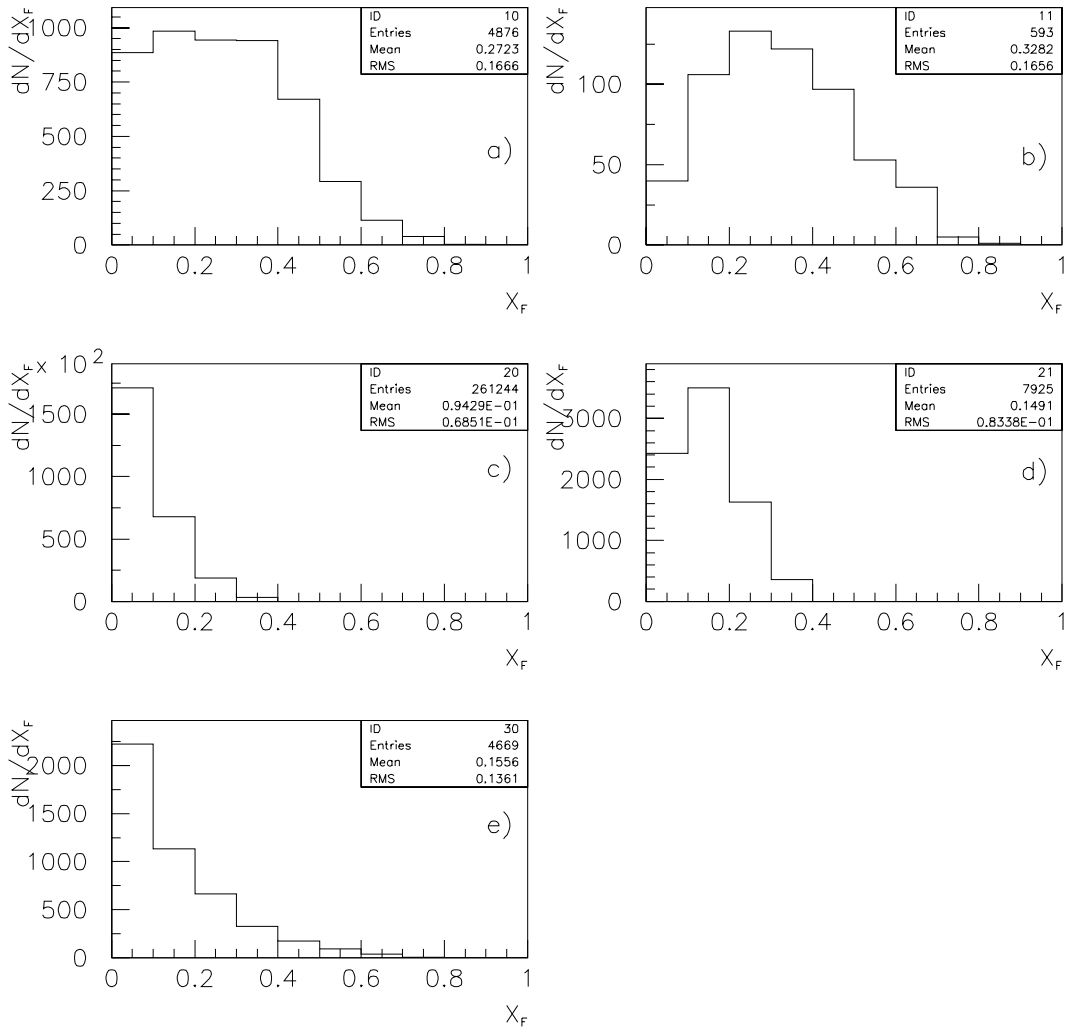 dN/dX_F
1000
750
500
250
0
0 0.2 0.4 0.6 0.8 1
X_F
ID 10
Entries 4876
Mean 0.2723
RMS 0.1666
a)
dN/dX_F
100
50
0
0 0.2 0.4 0.6 0.8 1
X_F
ID 11
Entries 593
Mean 0.3282
RMS 0.1656
b)
dN/dX_F
x 10^2
1500
1000
500
0
0 0.2 0.4 0.6 0.8 1
X_F
ID 20
Entries 261244
Mean 0.9429E-01
RMS 0.6851E-01
c)
dN/dX_F
3000
2000
1000
0
0 0.2 0.4 0.6 0.8 1
X_F
ID 21
Entries 7925
Mean 0.1491
RMS 0.8338E-01
d)
dN/dX_F
2000
1500
1000
500
0
0 0.2 0.4 0.6 0.8 1
X_F
ID 30
Entries 4669
Mean 0.1556
RMS 0.1361
e)